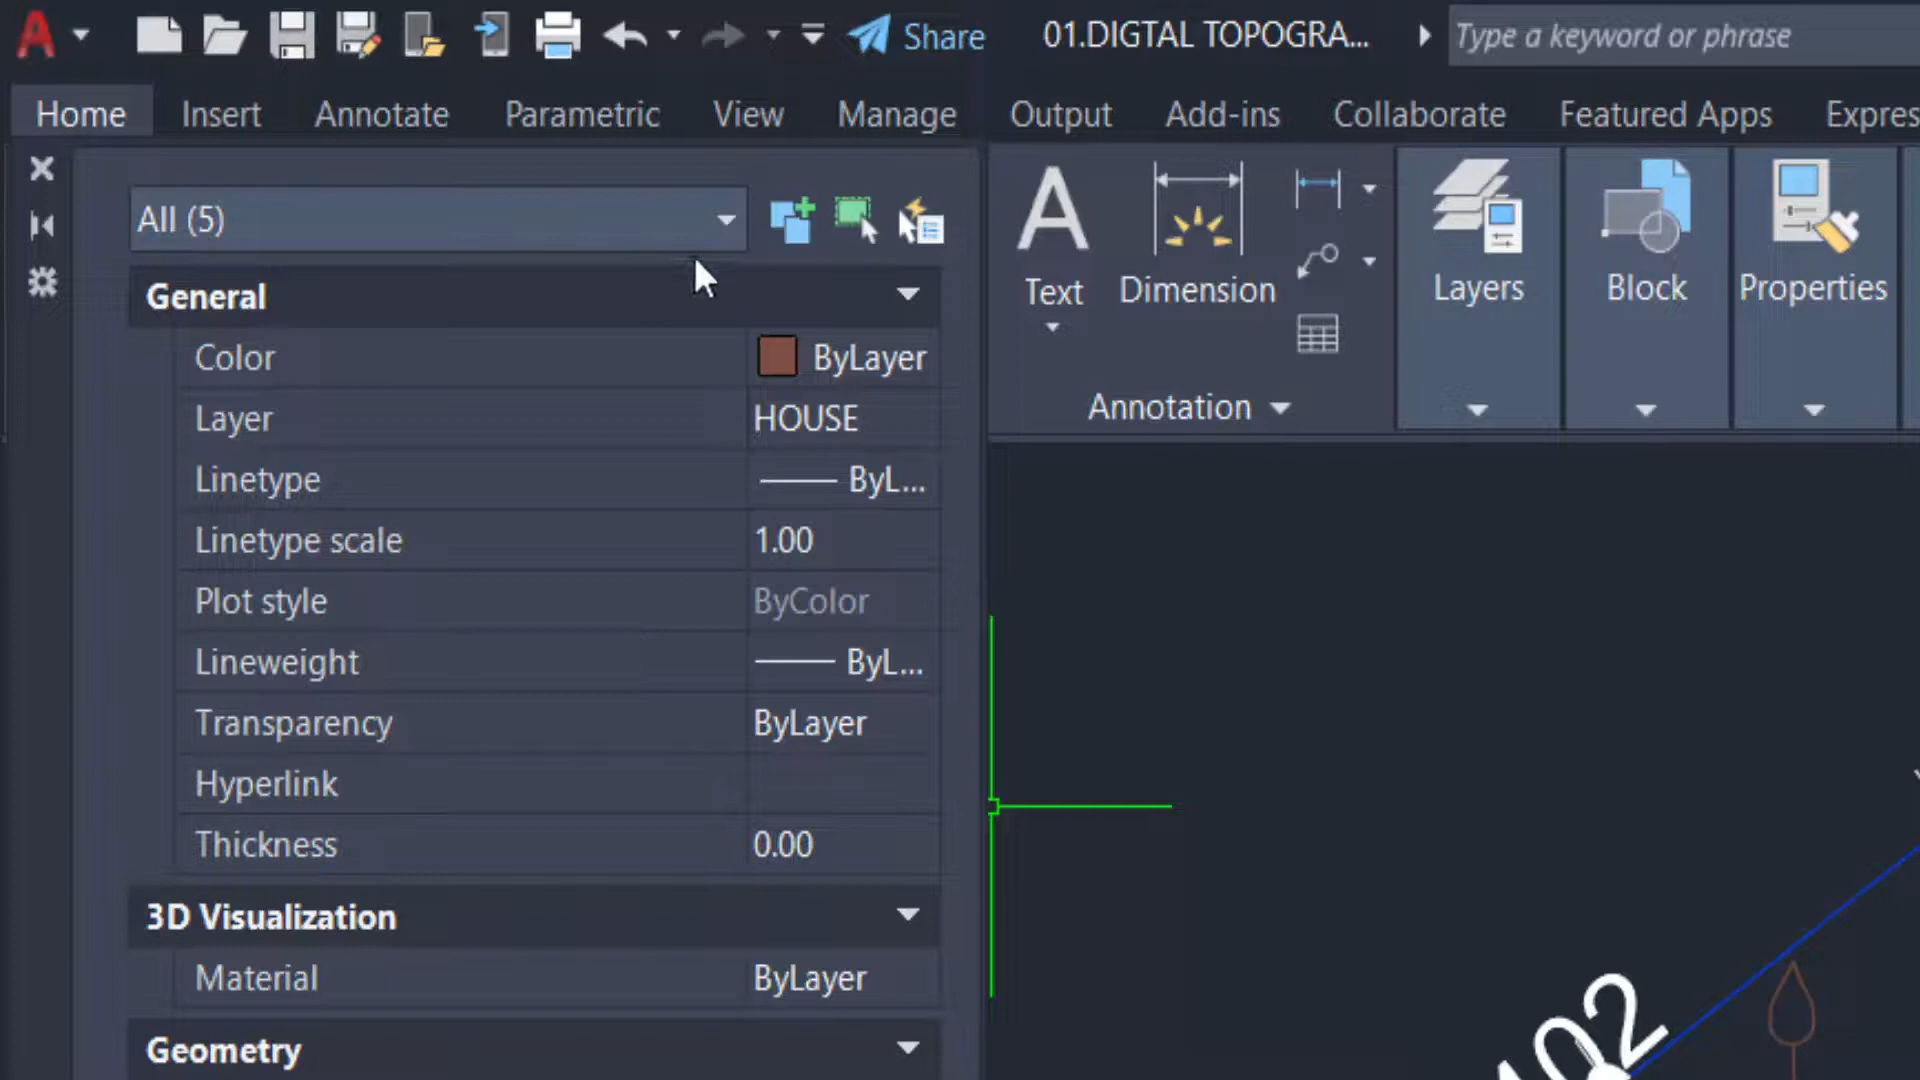 Share
01.DIGTAL TOPOGRA...
Type a keyword or phrase
Home
Insert
Annotate
Parametric
View
Manage
Output
Add-ins
Collaborate
Featured Apps
Expres
All (5)
General
Color ByLayer
Layer HOUSE
Linetype ByL...
Linetype scale 1.00
Plot style ByColor
Lineweight ByL...
Transparency ByLayer
Hyperlink
Thickness 0.00
3D Visualization
Material ByLayer
Geometry
Text
Dimension
Annotation
Layers
Block
Properties
102